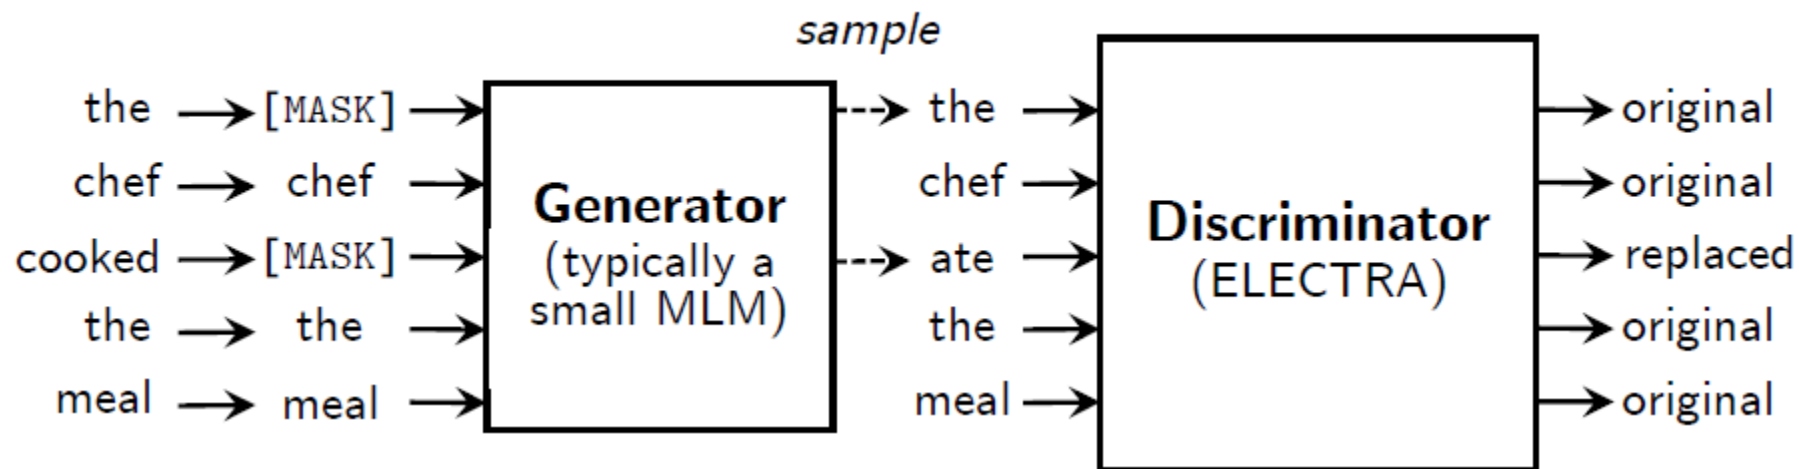 sample
the [MASK] the original
chef chef chef original
cooked [MASK] ate replaced
the the the original
meal meal meal original
Generator
(typically a
small MLM)
Discriminator
(ELECTRA)